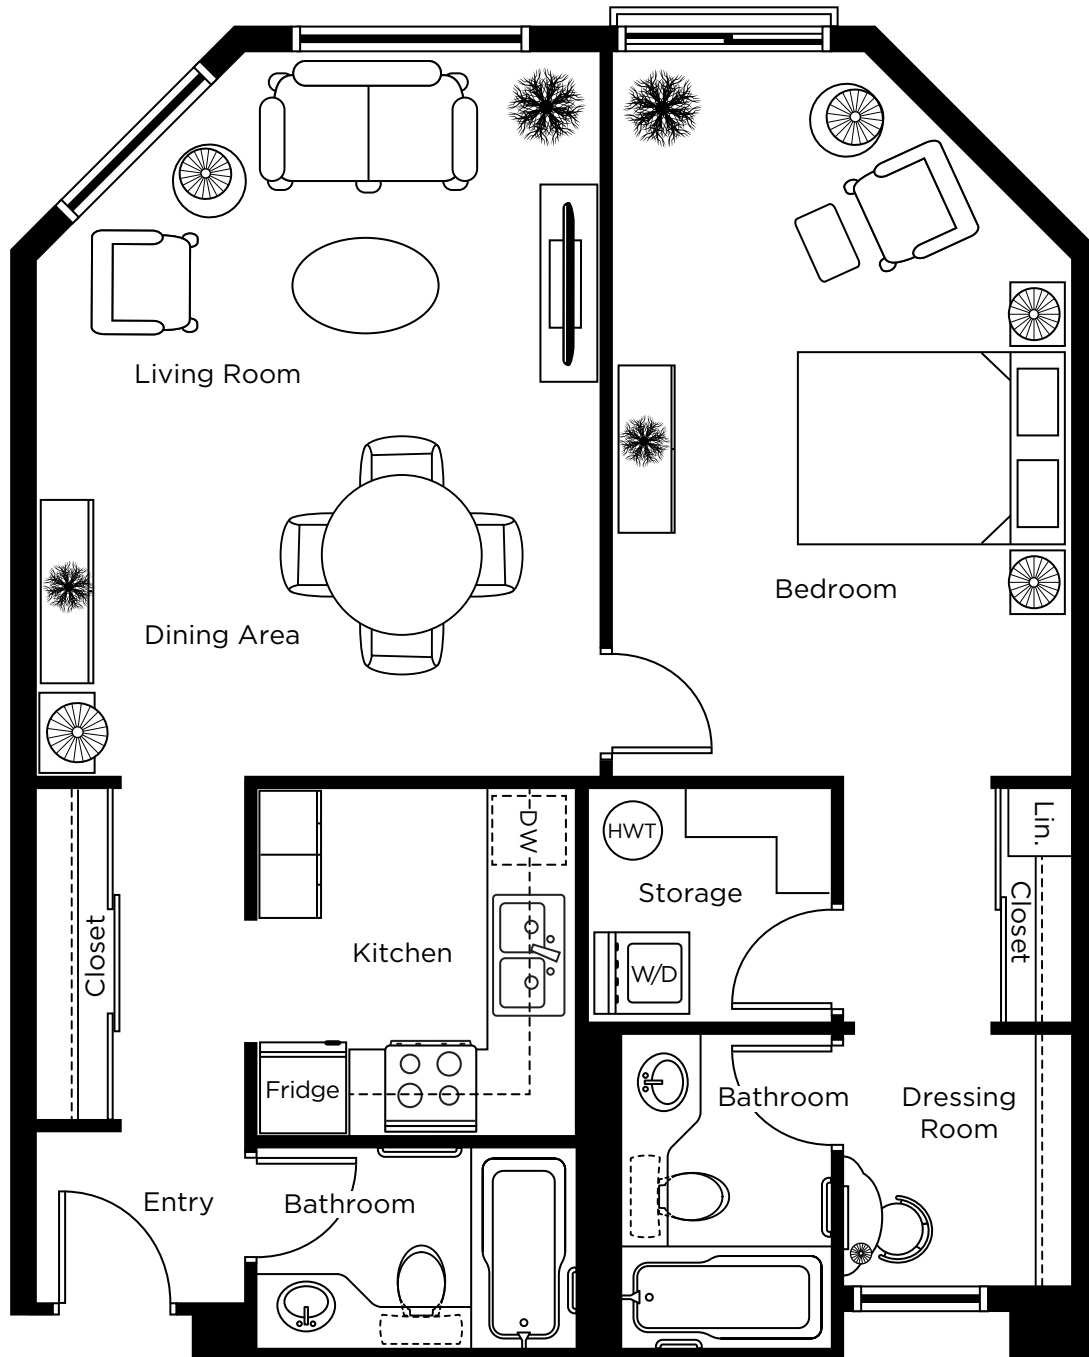 Living Room
Bedroom
Dining Area
DW
HWT
Lin.
Storage
Closet
Closet
Kitchen
W/D
Fridge
Bathroom
Dressing
Room
Entry
Bathroom